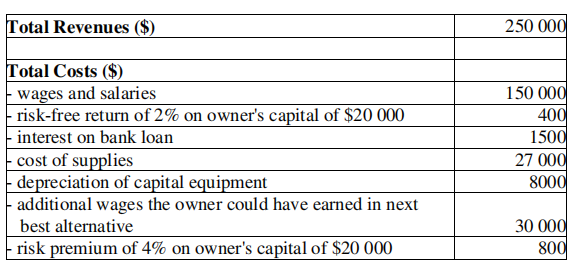 Total Revenues ($) 250 000
Total Costs ($)
- wages and salaries 150 000
- risk-free return of 2% on owner's capital of $20 000 400
- interest on bank loan 1500
- cost of supplies 27 000
- depreciation of capital equipment 8000
- additional wages the owner could have earned in next
best alternative 30 000
- risk premium of 4% on owner's capital of $20 000 800